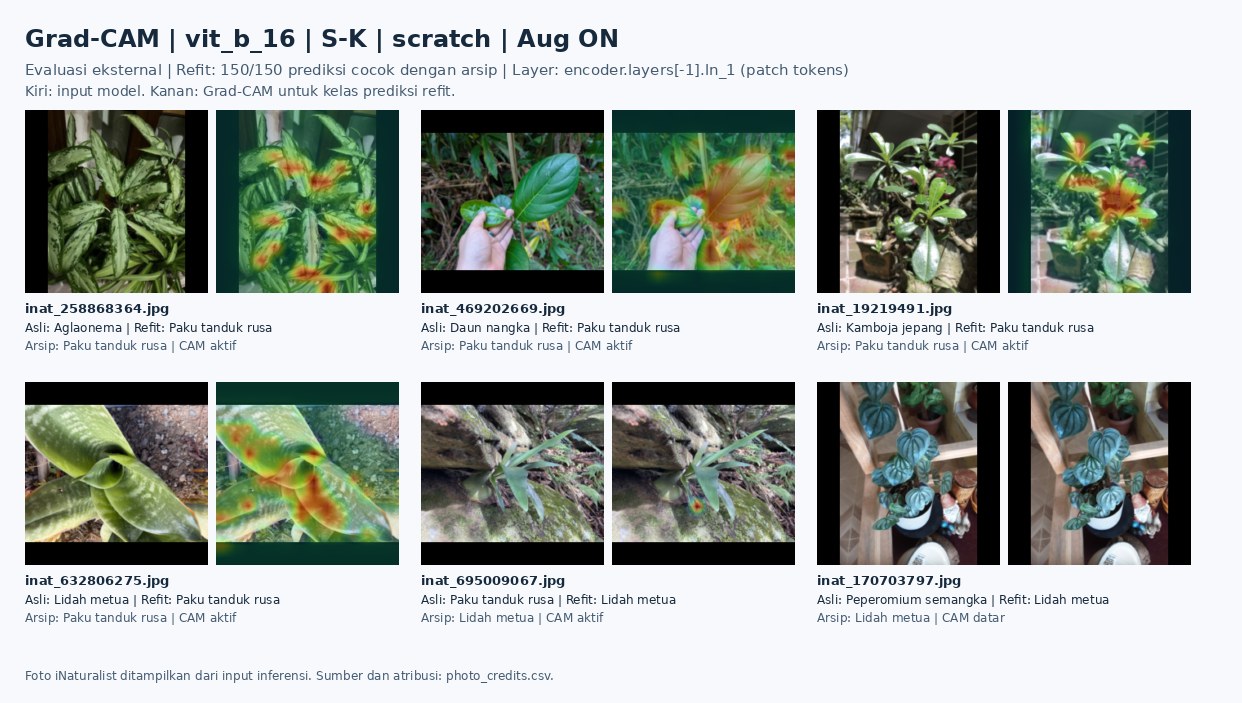 Grad-CAM | vit_b_16 | S-K | scratch | Aug ON
Evaluasi eksternal | Refit: 150/150 prediksi cocok dengan arsip | Layer: encoder.layers[-1].ln_1 (patch tokens)
Kiri: input model. Kanan: Grad-CAM untuk kelas prediksi refit.
inat_258868364.jpg
Asli: Aglaonema | Refit: Paku tanduk rusa
Arsip: Paku tanduk rusa | CAM aktif
inat_469202669.jpg
Asli: Daun nangka | Refit: Paku tanduk rusa
Arsip: Paku tanduk rusa | CAM aktif
inat_19219491.jpg
Asli: Kamboja jepang | Refit: Paku tanduk rusa
Arsip: Paku tanduk rusa | CAM aktif
inat_632806275.jpg
Asli: Lidah metua | Refit: Paku tanduk rusa
Arsip: Paku tanduk rusa | CAM aktif
inat_695009067.jpg
Asli: Paku tanduk rusa | Refit: Lidah metua
Arsip: Lidah metua | CAM aktif
inat_170703797.jpg
Asli: Peperomium semangka | Refit: Lidah metua
Arsip: Lidah metua | CAM datar
Foto iNaturalist ditampilkan dari input inferensi. Sumber dan atribusi: photo_credits.csv.